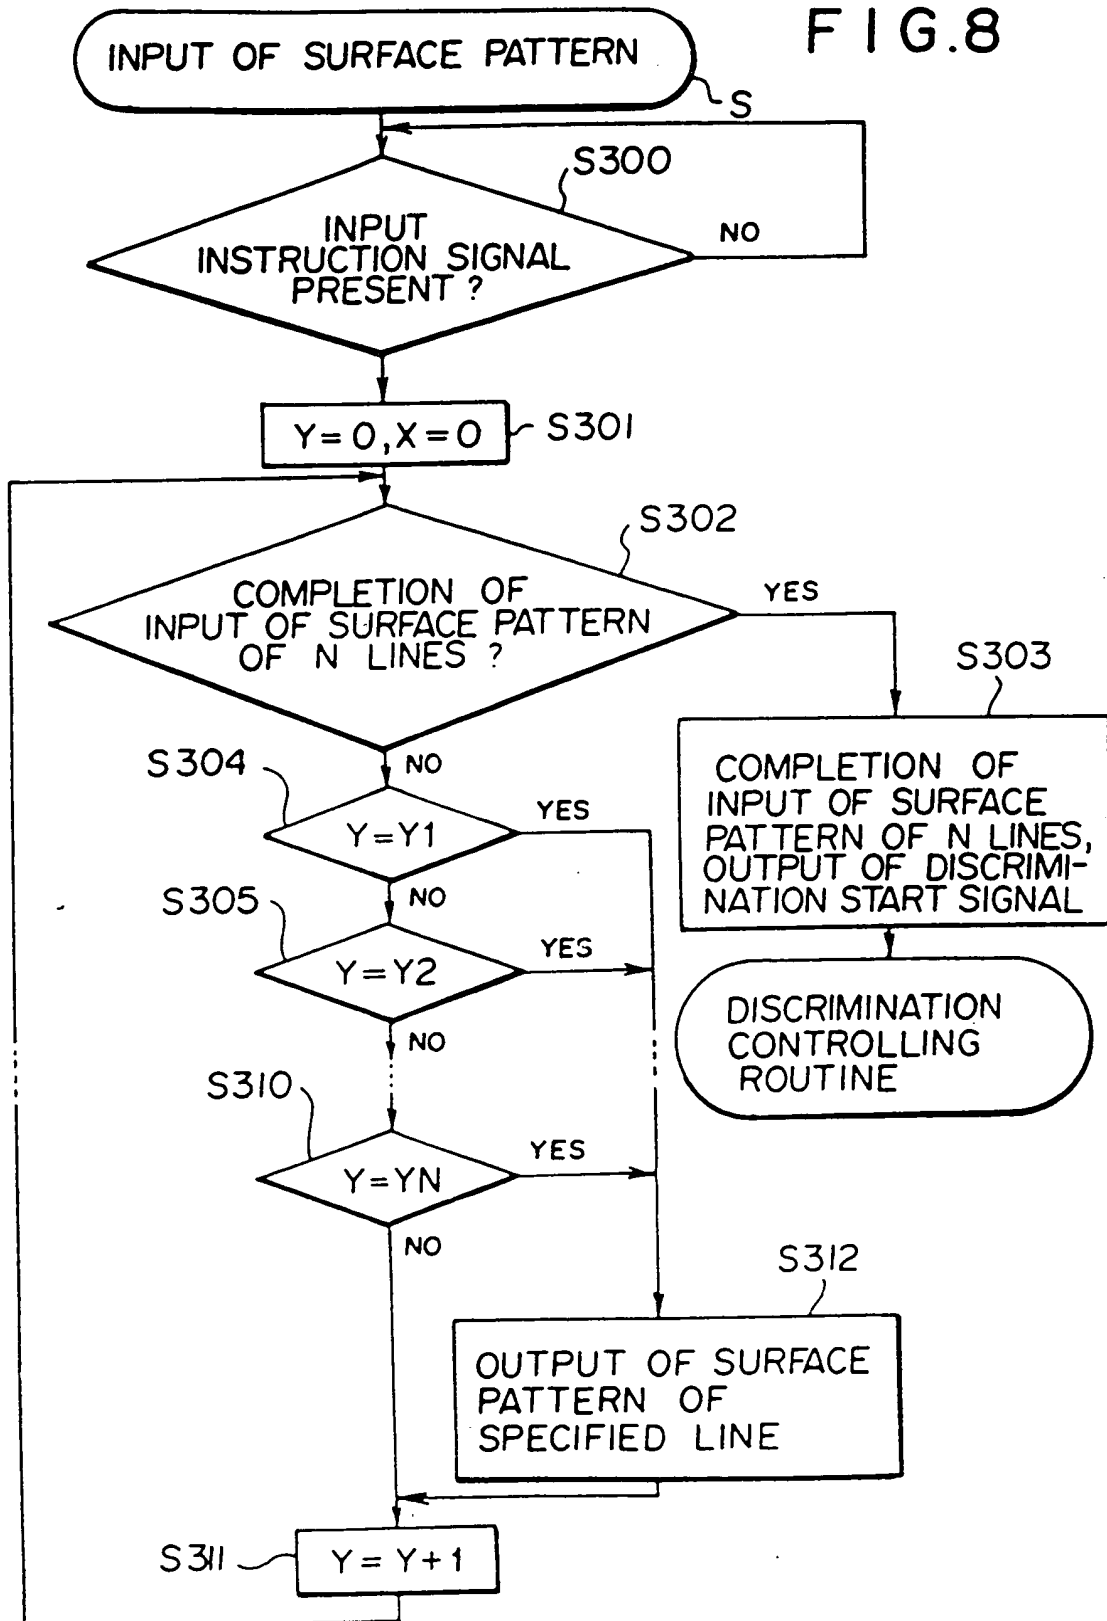 FIG.8
INPUT OF SURFACE PATTERN
S
S300
INPUT
INSTRUCTION SIGNAL
PRESENT ?
NO
Y=0,X=0
S301
S302
COMPLETION OF
INPUT OF SURFACE PATTERN
OF N LINES ?
YES
S303
NO
COMPLETION OF
INPUT OF SURFACE
PATTERN OF N LINES,
OUTPUT OF DISCRIMI-
NATION START SIGNAL
S304
Y=Y1
YES
NO
S305
Y=Y2
YES
NO
DISCRIMINATION
CONTROLLING
ROUTINE
S310
Y=YN
YES
NO
S312
OUTPUT OF SURFACE
PATTERN OF
SPECIFIED LINE
S311
Y=Y+1